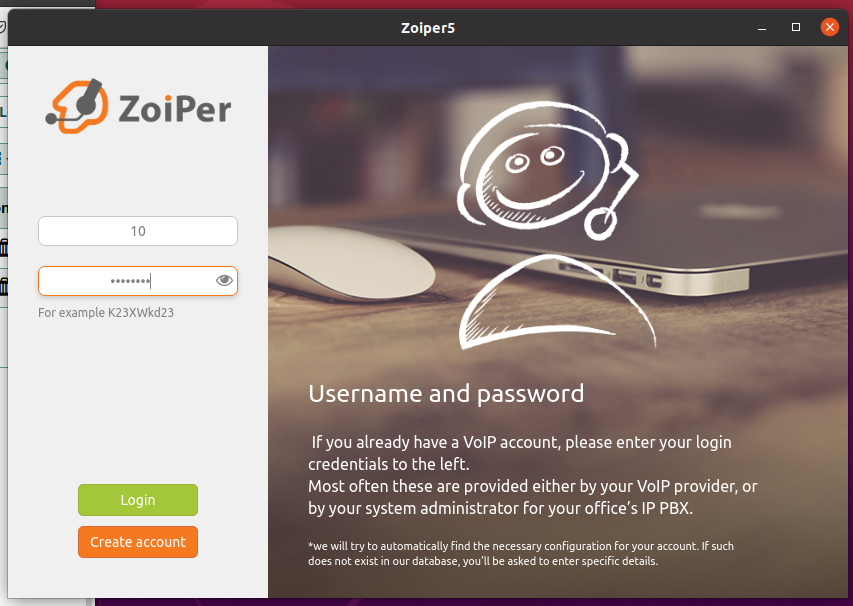 Zoiper5
ZoiPer
10
••••••••
For example K23XWkd23
Login
Create account
Username and password
If you already have a VoIP account, please enter your login
credentials to the left.
Most often these are provided either by your VoIP provider, or
by your system administrator for your office’s IP PBX.
*we will try to automatically find the necessary configuration for your account. If such
does not exist in our database, you’ll be asked to enter specific details.